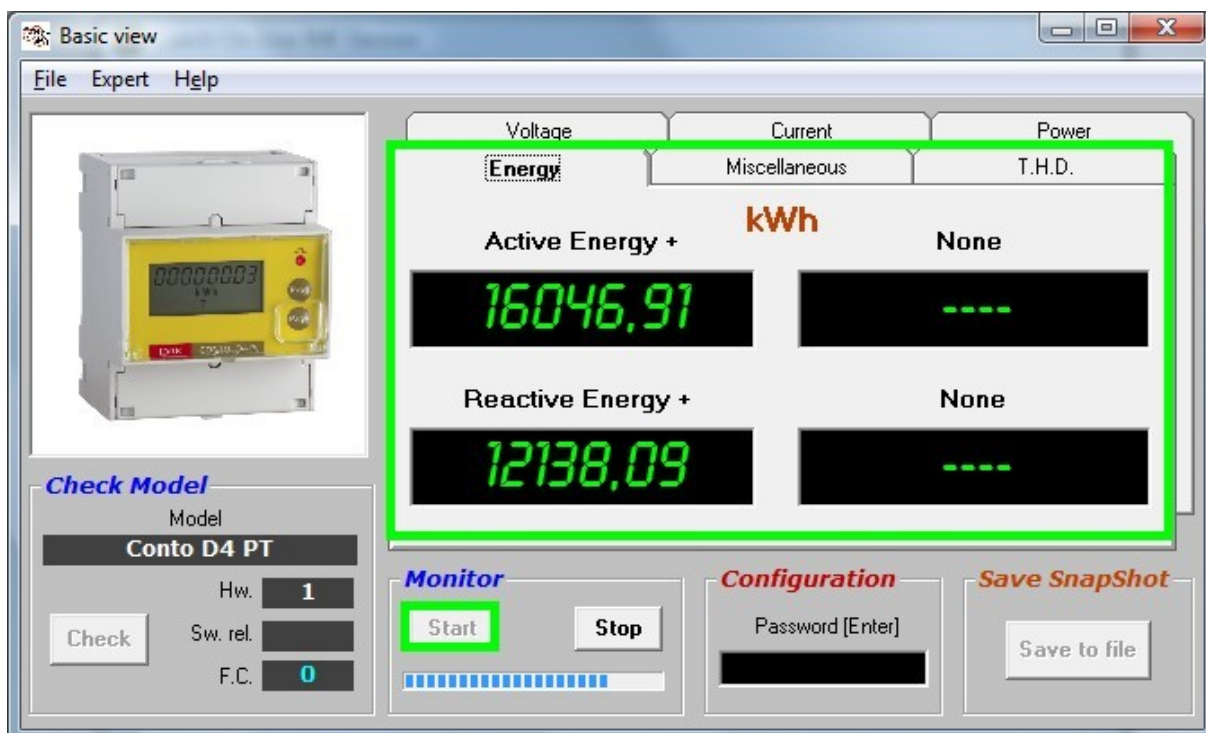 Basic view
File Expert Help
Voltage Current Power
Energy Miscellaneous T.H.D.
kWh
Active Energy + None
16046,91 ----
Reactive Energy + None
12138,09 ----
00000003
kWh
T
Check Model
Model
Conto D4 PT
Hw. 1
Check Sw. rel.
F.C. 0
Monitor
Start Stop
Configuration
Password [Enter]
Save SnapShot
Save to file